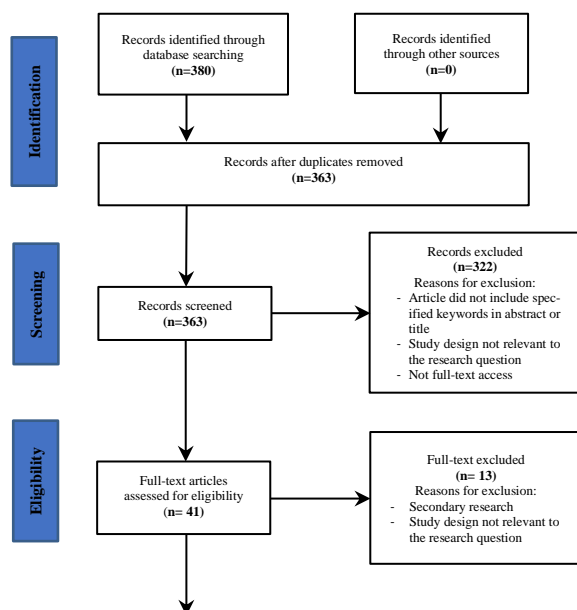 Identification
Records identified through
database searching
(n=380)
Records identified
through other sources
(n=0)
Records after duplicates removed
(n=363)
Screening
Records screened
(n=363)
Records excluded
(n=322)
Reasons for exclusion:
- Article did not include spec-
ified keywords in abstract or
title
- Study design not relevant to
the research question
- Not full-text access
Eligibility
Full-text articles
assessed for eligibility
(n= 41)
Full-text excluded
(n= 13)
Reasons for exclusion:
- Secondary research
- Study design not relevant to
the research question